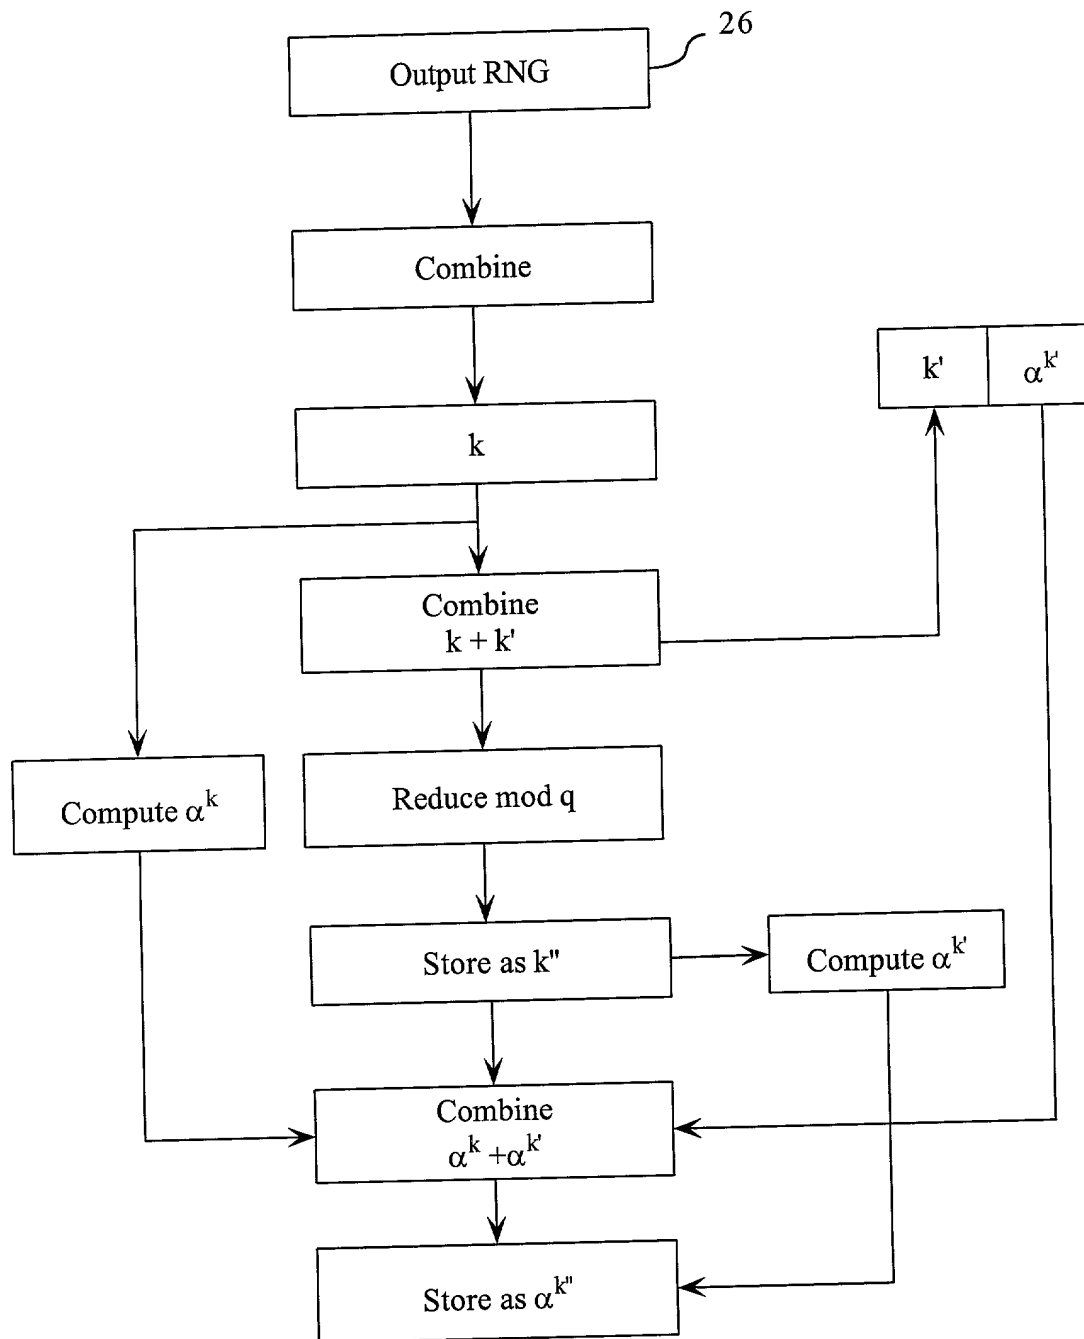 26
Output RNG
Combine
k' α^k'
k
Combine
k + k'
Compute α^k
Reduce mod q
Store as k"
Compute α^k'
Combine
α^k +α^k'
Store as α^k"